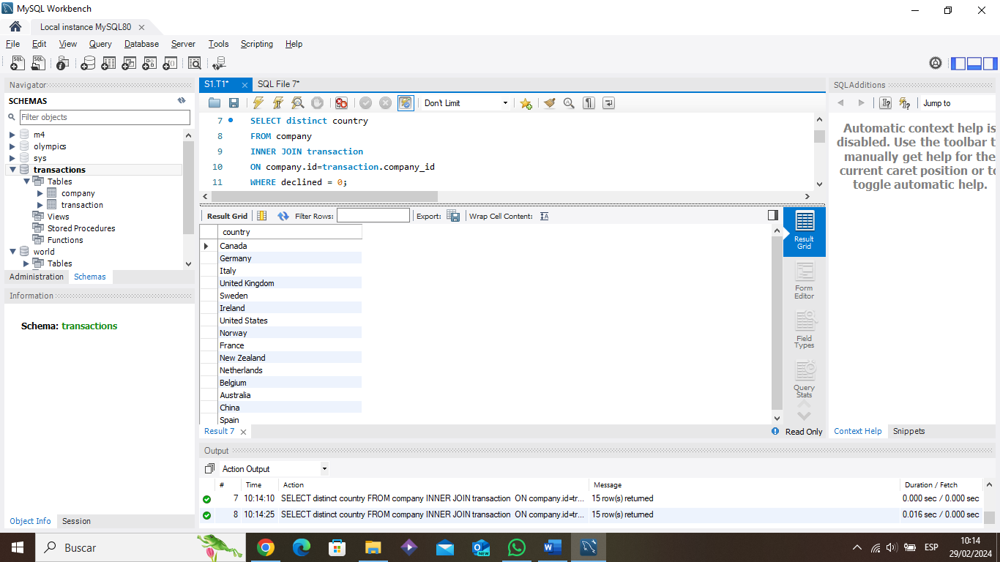 MySQL Workbench
Local instance MySQL80
File Edit View Query Database Server Tools Scripting Help
Navigator
SCHEMAS
Filter objects
m4
olympics
sys
transactions
Tables
company
transaction
Views
Stored Procedures
Functions
world
Tables
Administration Schemas
Information
Schema: transactions
Object Info Session
S1.T1* SQL File 7*
Don't Limit
7 SELECT distinct country
8 FROM company
9 INNER JOIN transaction
10 ON company.id=transaction.company_id
11 WHERE declined = 0;
Result Grid Filter Rows: Export: Wrap Cell Content:
country
Canada
Germany
Italy
United Kingdom
Sweden
Ireland
United States
Norway
France
New Zealand
Netherlands
Belgium
Australia
China
Spain
Result
Grid
Form
Editor
Field
Types
Query
Stats
Result 7
Read Only
SQLAdditions
Jump to
Automatic context help is
disabled. Use the toolbar t
manually get help for the
current caret position or to
toggle automatic help.
Context Help Snippets
Output
Action Output
# Time Action Message Duration / Fetch
7 10:14:10 SELECT distinct country FROM company INNER JOIN transaction ON company.id=tr... 15 row(s) returned 0.000 sec / 0.000 sec
8 10:14:25 SELECT distinct country FROM company INNER JOIN transaction ON company.id=tr... 15 row(s) returned 0.016 sec / 0.000 sec
Buscar
NEW
ESP
10:14
29/02/2024